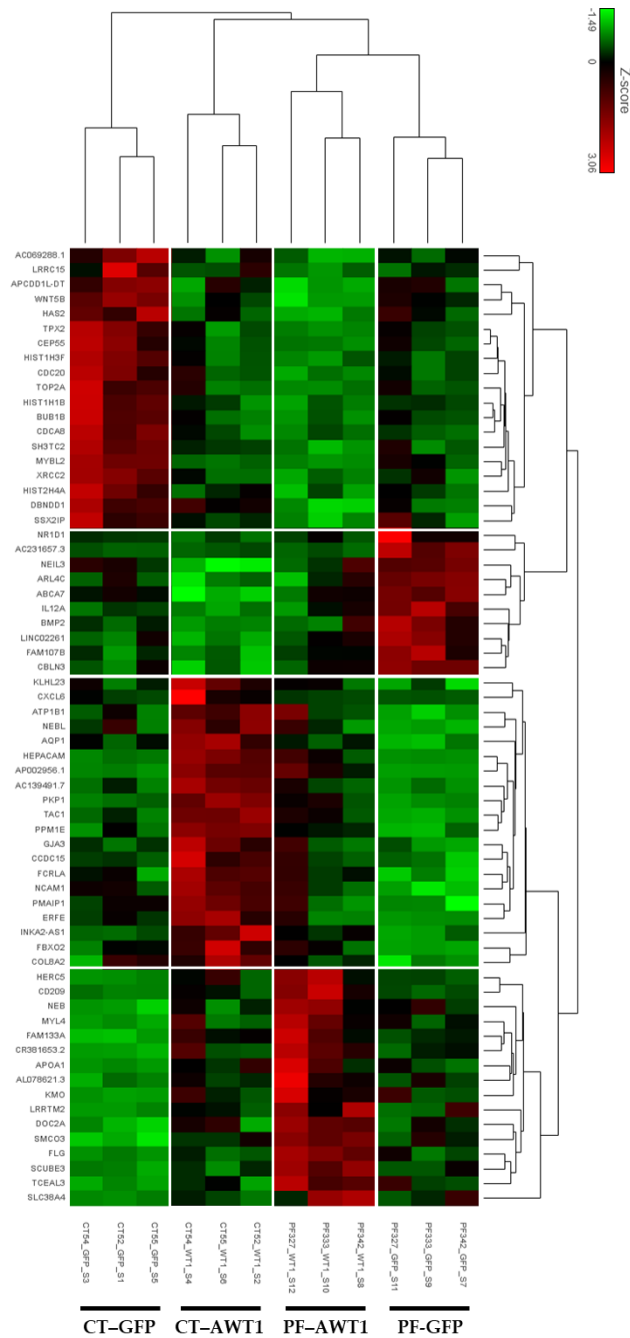 -1.49
0
3.06
Z-score
AC069288.1
LRRC15
APCDD1L-DT
WNT5B
HAS2
TPX2
CEP55
HIST1H3F
CDC20
TOP2A
HIST1H1B
BUB1B
CDCA8
SH3TC2
MYBL2
XRCC2
HIST2H4A
DBNDD1
SSX2IP
NR1D1
AC231657.3
NEIL3
ARL4C
ABCA7
IL12A
BMP2
LINC02261
FAM107B
CBLN3
KLHL23
CXCL6
ATP1B1
NEBL
AQP1
HEPACAM
AP002956.1
AC139491.7
PKP1
TAC1
PPM1E
GJA3
CCDC15
FCRLA
NCAM1
PMAIP1
ERFE
INKA2-AS1
FBXO2
COL8A2
HERC5
CD209
NEB
MYL4
FAM133A
CR381653.2
APOA1
AL078621.3
KMO
LRRTM2
DOC2A
SMCO3
FLG
SCUBE3
TCEAL3
SLC38A4
CT54_GFP_S3
CT52_GFP_S1
CT55_GFP_S5
CT54_WT1_S4
CT55_WT1_S6
CT52_WT1_S2
PF327_WT1_S12
PF333_WT1_S10
PF342_WT1_S8
PF327_GFP_S11
PF333_GFP_S9
PF342_GFP_S7
CT–GFP
CT–AWT1
PF–AWT1
PF-GFP